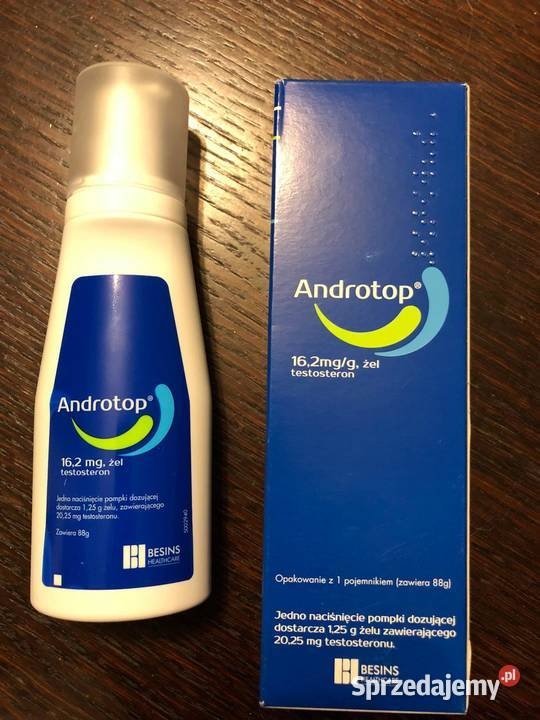 Androtop®
16,2 mg, żel
testosteron
Jedno naciśnięcie pompki dozującej
dostarcza 1,25 g żelu, zawierającego
20,25 mg testosteronu.
Zawiera 88g
5022940
BESINS
HEALTHCARE
Androtop®
16,2mg/g, żel
testosteron
Opakowanie z 1 pojemnikiem (zawiera 88g)
Jedno naciśnięcie pompki dozującej
dostarcza 1,25 g żelu zawierającego
20,25 mg testosteronu.
BESINS
HEALTHCARE
Sprzedajemy.pl